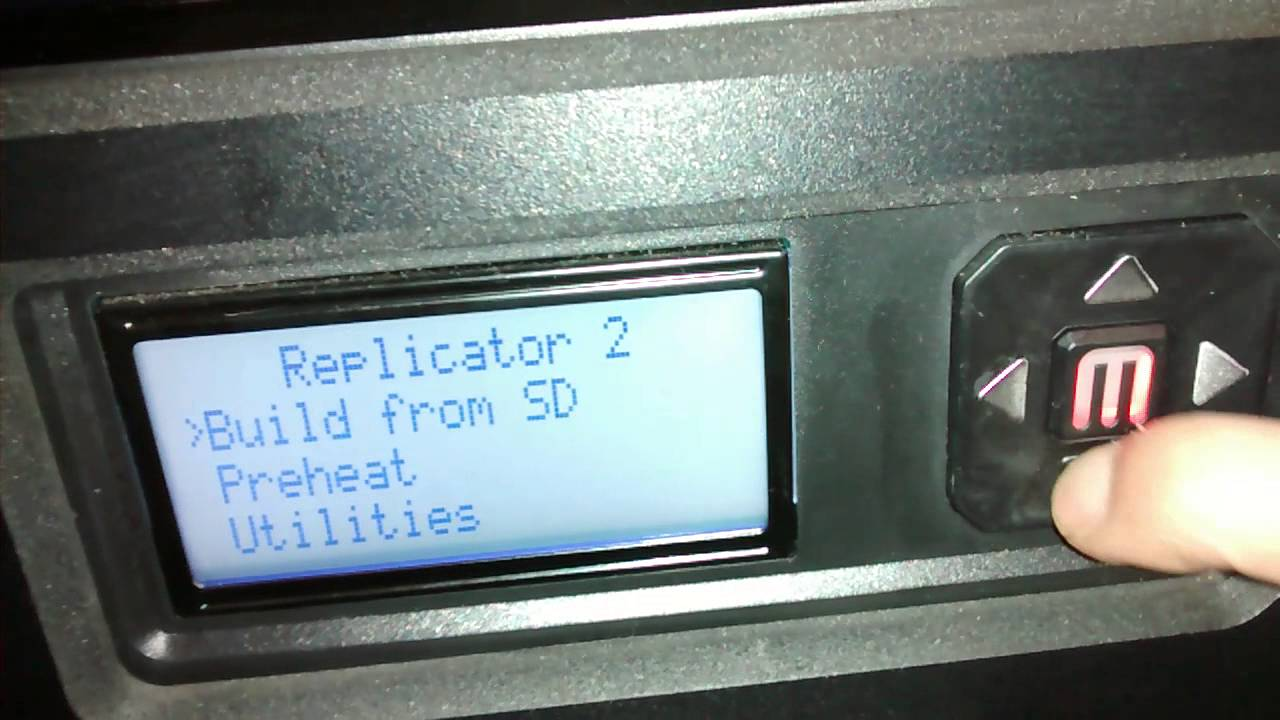 Replicator 2
>Build from SD
Preheat
Utilities
M